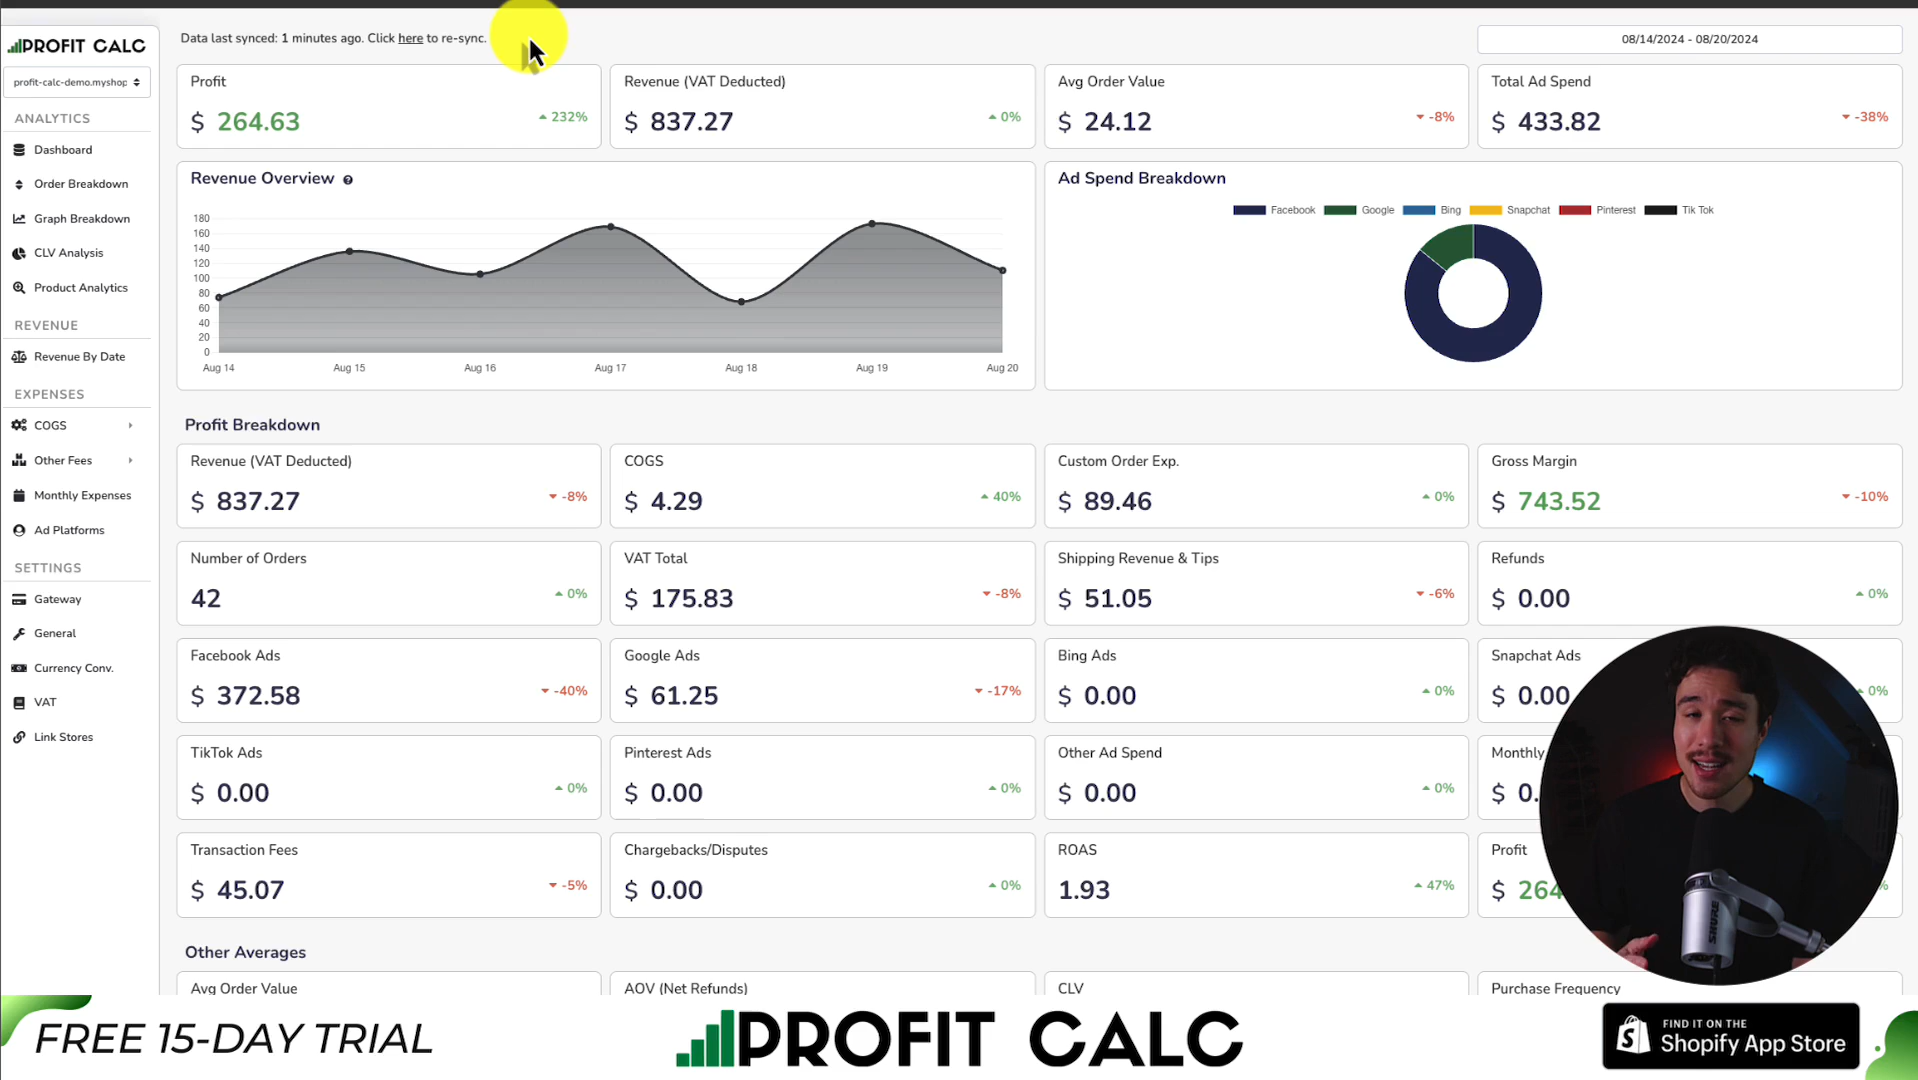 Data last synced: 1 minutes ago. Click here to re-sync.
08/14/2024 - 08/20/2024
PROFIT CALC
profit-calc-demo.myshop
ANALYTICS
Dashboard
Order Breakdown
Graph Breakdown
CLV Analysis
Product Analytics
REVENUE
Revenue By Date
EXPENSES
COGS
Other Fees
Monthly Expenses
Ad Platforms
SETTINGS
Gateway
General
Currency Conv.
VAT
Link Stores
Profit
$ 264.63
232%
Revenue (VAT Deducted)
$ 837.27
0%
Avg Order Value
$ 24.12
-8%
Total Ad Spend
$ 433.82
-38%
Revenue Overview
180
160
140
120
100
80
60
40
20
0
Aug 14 Aug 15 Aug 16 Aug 17 Aug 18 Aug 19 Aug 20
Ad Spend Breakdown
Facebook Google Bing Snapchat Pinterest Tik Tok
Profit Breakdown
Revenue (VAT Deducted)
$ 837.27
-8%
COGS
$ 4.29
40%
Custom Order Exp.
$ 89.46
0%
Gross Margin
$ 743.52
-10%
Number of Orders
42
0%
VAT Total
$ 175.83
-8%
Shipping Revenue & Tips
$ 51.05
-6%
Refunds
$ 0.00
0%
Facebook Ads
$ 372.58
-40%
Google Ads
$ 61.25
-17%
Bing Ads
$ 0.00
0%
Snapchat Ads
$ 0.00
0%
TikTok Ads
$ 0.00
0%
Pinterest Ads
$ 0.00
0%
Other Ad Spend
$ 0.00
0%
Monthly
$ 0.
Transaction Fees
$ 45.07
-5%
Chargebacks/Disputes
$ 0.00
0%
ROAS
1.93
47%
Profit
$ 264
%
Other Averages
Avg Order Value
AOV (Net Refunds)
CLV
Purchase Frequency
SHURE
FREE 15-DAY TRIAL
PROFIT CALC
FIND IT ON THE
Shopify App Store